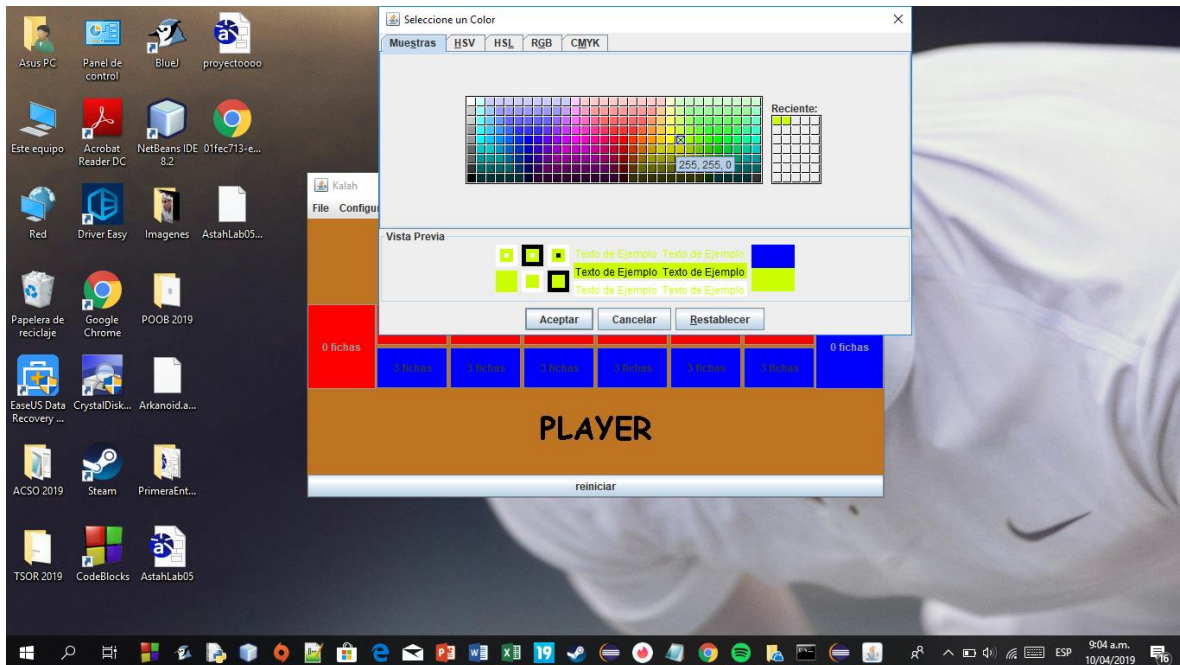 Asus PC
Panel de control
BlueJ
proyectoooo
Este equipo
Acrobat Reader DC
NetBeans IDE 8.2
01fec713-e...
Red
Driver Easy
Imagenes
AstahLab05...
Papelera de reciclaje
Google Chrome
POOB 2019
EaseUS Data Recovery ...
CrystalDisk...
Arkanoid.a...
ACSO 2019
Steam
PrimeraEnt...
TSOR 2019
CodeBlocks
AstahLab05
Seleccione un Color
Muestras HSV HSL RGB CMYK
Reciente:
255, 255, 0
Vista Previa
Texto de Ejemplo Texto de Ejemplo
Texto de Ejemplo Texto de Ejemplo
Texto de Ejemplo Texto de Ejemplo
Aceptar Cancelar Restablecer
Kalah
File Configu
0 fichas
0 fichas
3 fichas 3 fichas 3 fichas 3 fichas 3 fichas 3 fichas
PLAYER
reiniciar
19
ESP
9:04 a.m.
10/04/2019
16